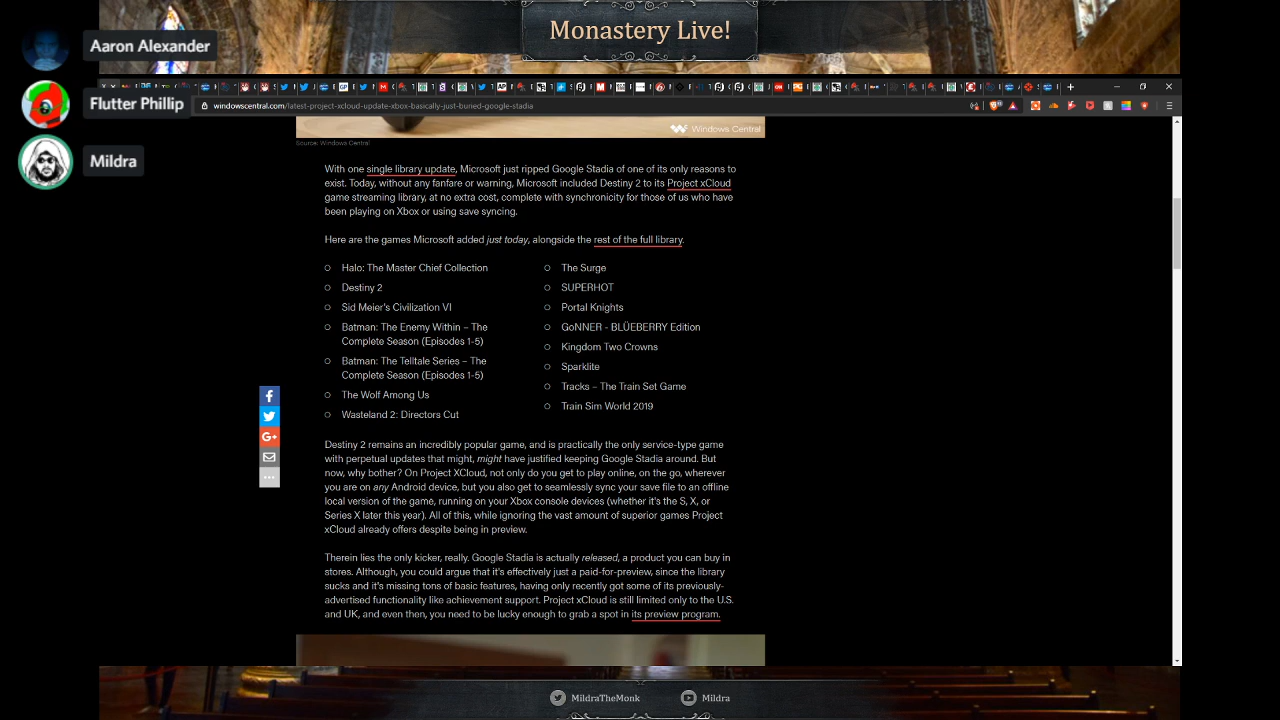 Monastery Live!
Aaron Alexander
Flutter Phillip
Mildra
windowscentral.com/latest-project-xcloud-update-xbox-basically-just-buried-google-stadia
Windows Central
Source: Windows Central
With one single library update, Microsoft just ripped Google Stadia of one of its only reasons to
exist. Today, without any fanfare or warning, Microsoft included Destiny 2 to its Project xCloud
game streaming library, at no extra cost, complete with synchronicity for those of us who have
been playing on Xbox or using save syncing.
Here are the games Microsoft added just today, alongside the rest of the full library.
Halo: The Master Chief Collection
Destiny 2
Sid Meier's Civilization VI
Batman: The Enemy Within – The
Complete Season (Episodes 1-5)
Batman: The Telltale Series – The
Complete Season (Episodes 1-5)
The Wolf Among Us
Wasteland 2: Directors Cut
The Surge
SUPERHOT
Portal Knights
GoNNER - BLÜEBERRY Edition
Kingdom Two Crowns
Sparklite
Tracks – The Train Set Game
Train Sim World 2019
Destiny 2 remains an incredibly popular game, and is practically the only service-type game
with perpetual updates that might, might have justified keeping Google Stadia around. But
now, why bother? On Project XCloud, not only do you get to play online, on the go, wherever
you are on any Android device, but you also get to seamlessly sync your save file to an offline
local version of the game, running on your Xbox console devices (whether it's the S, X, or
Series X later this year). All of this, while ignoring the vast amount of superior games Project
xCloud already offers despite being in preview.
Therein lies the only kicker, really. Google Stadia is actually released, a product you can buy in
stores. Although, you could argue that it's effectively just a paid-for-preview, since the library
sucks and it's missing tons of basic features, having only recently got some of its previously-
advertised functionality like achievement support. Project xCloud is still limited only to the U.S.
and UK, and even then, you need to be lucky enough to grab a spot in its preview program.
MildraTheMonk
Mildra